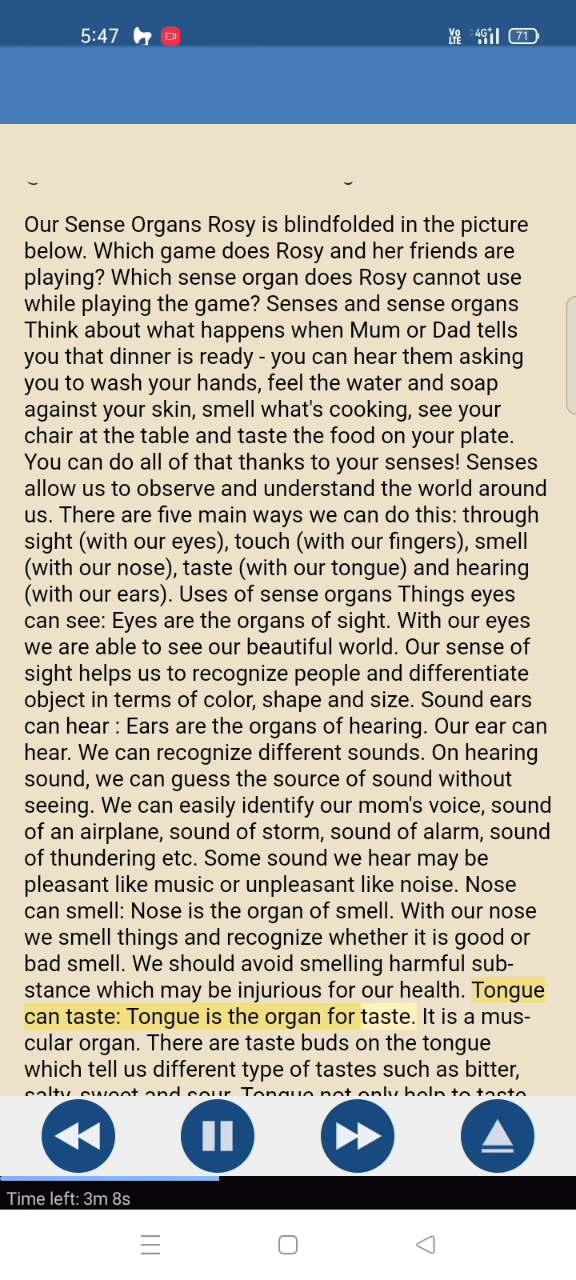 5:47
Vo LTE 4G+ 71
Our Sense Organs Rosy is blindfolded in the picture
below. Which game does Rosy and her friends are
playing? Which sense organ does Rosy cannot use
while playing the game? Senses and sense organs
Think about what happens when Mum or Dad tells
you that dinner is ready - you can hear them asking
you to wash your hands, feel the water and soap
against your skin, smell what's cooking, see your
chair at the table and taste the food on your plate.
You can do all of that thanks to your senses! Senses
allow us to observe and understand the world around
us. There are five main ways we can do this: through
sight (with our eyes), touch (with our fingers), smell
(with our nose), taste (with our tongue) and hearing
(with our ears). Uses of sense organs Things eyes
can see: Eyes are the organs of sight. With our eyes
we are able to see our beautiful world. Our sense of
sight helps us to recognize people and differentiate
object in terms of color, shape and size. Sound ears
can hear : Ears are the organs of hearing. Our ear can
hear. We can recognize different sounds. On hearing
sound, we can guess the source of sound without
seeing. We can easily identify our mom's voice, sound
of an airplane, sound of storm, sound of alarm, sound
of thundering etc. Some sound we hear may be
pleasant like music or unpleasant like noise. Nose
can smell: Nose is the organ of smell. With our nose
we smell things and recognize whether it is good or
bad smell. We should avoid smelling harmful sub-
stance which may be injurious for our health. Tongue
can taste: Tongue is the organ for taste. It is a mus-
cular organ. There are taste buds on the tongue
which tell us different type of tastes such as bitter,
salty, sweet and sour. Tongue not only help to taste
Time left: 3m 8s